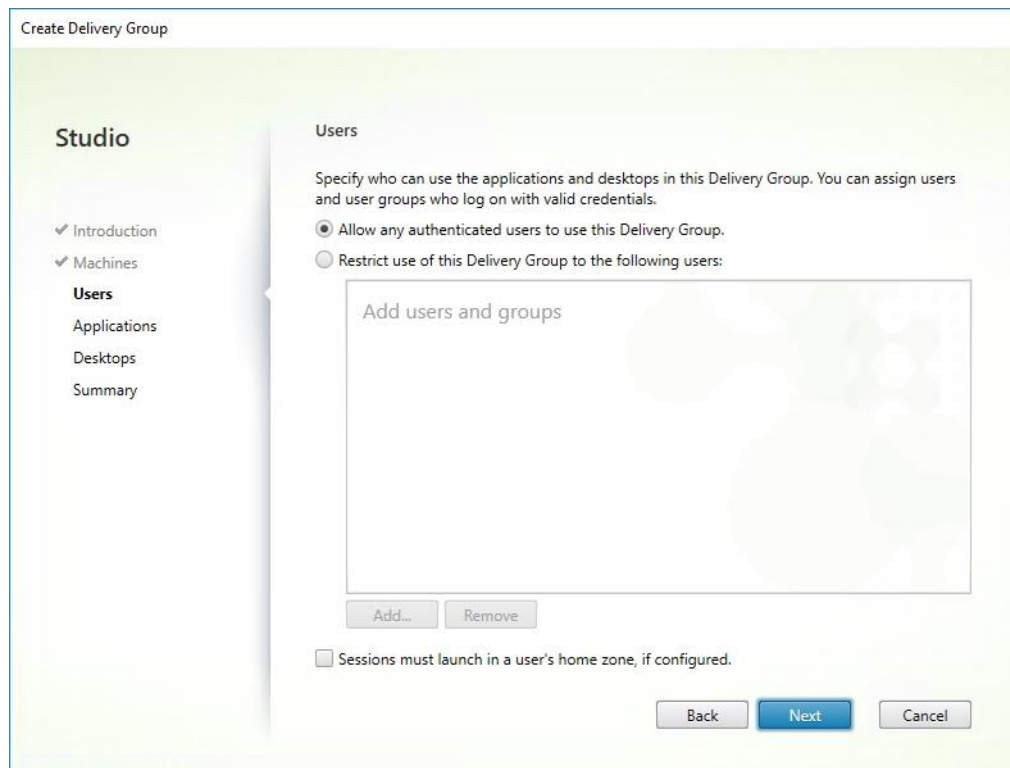 Create Delivery Group
Studio
Introduction
Machines
Users
Applications
Desktops
Summary
Users
Specify who can use the applications and desktops in this Delivery Group. You can assign users
and user groups who log on with valid credentials.
Allow any authenticated users to use this Delivery Group.
Restrict use of this Delivery Group to the following users:
Add users and groups
Add...
Remove
Sessions must launch in a user's home zone, if configured.
Back
Next
Cancel